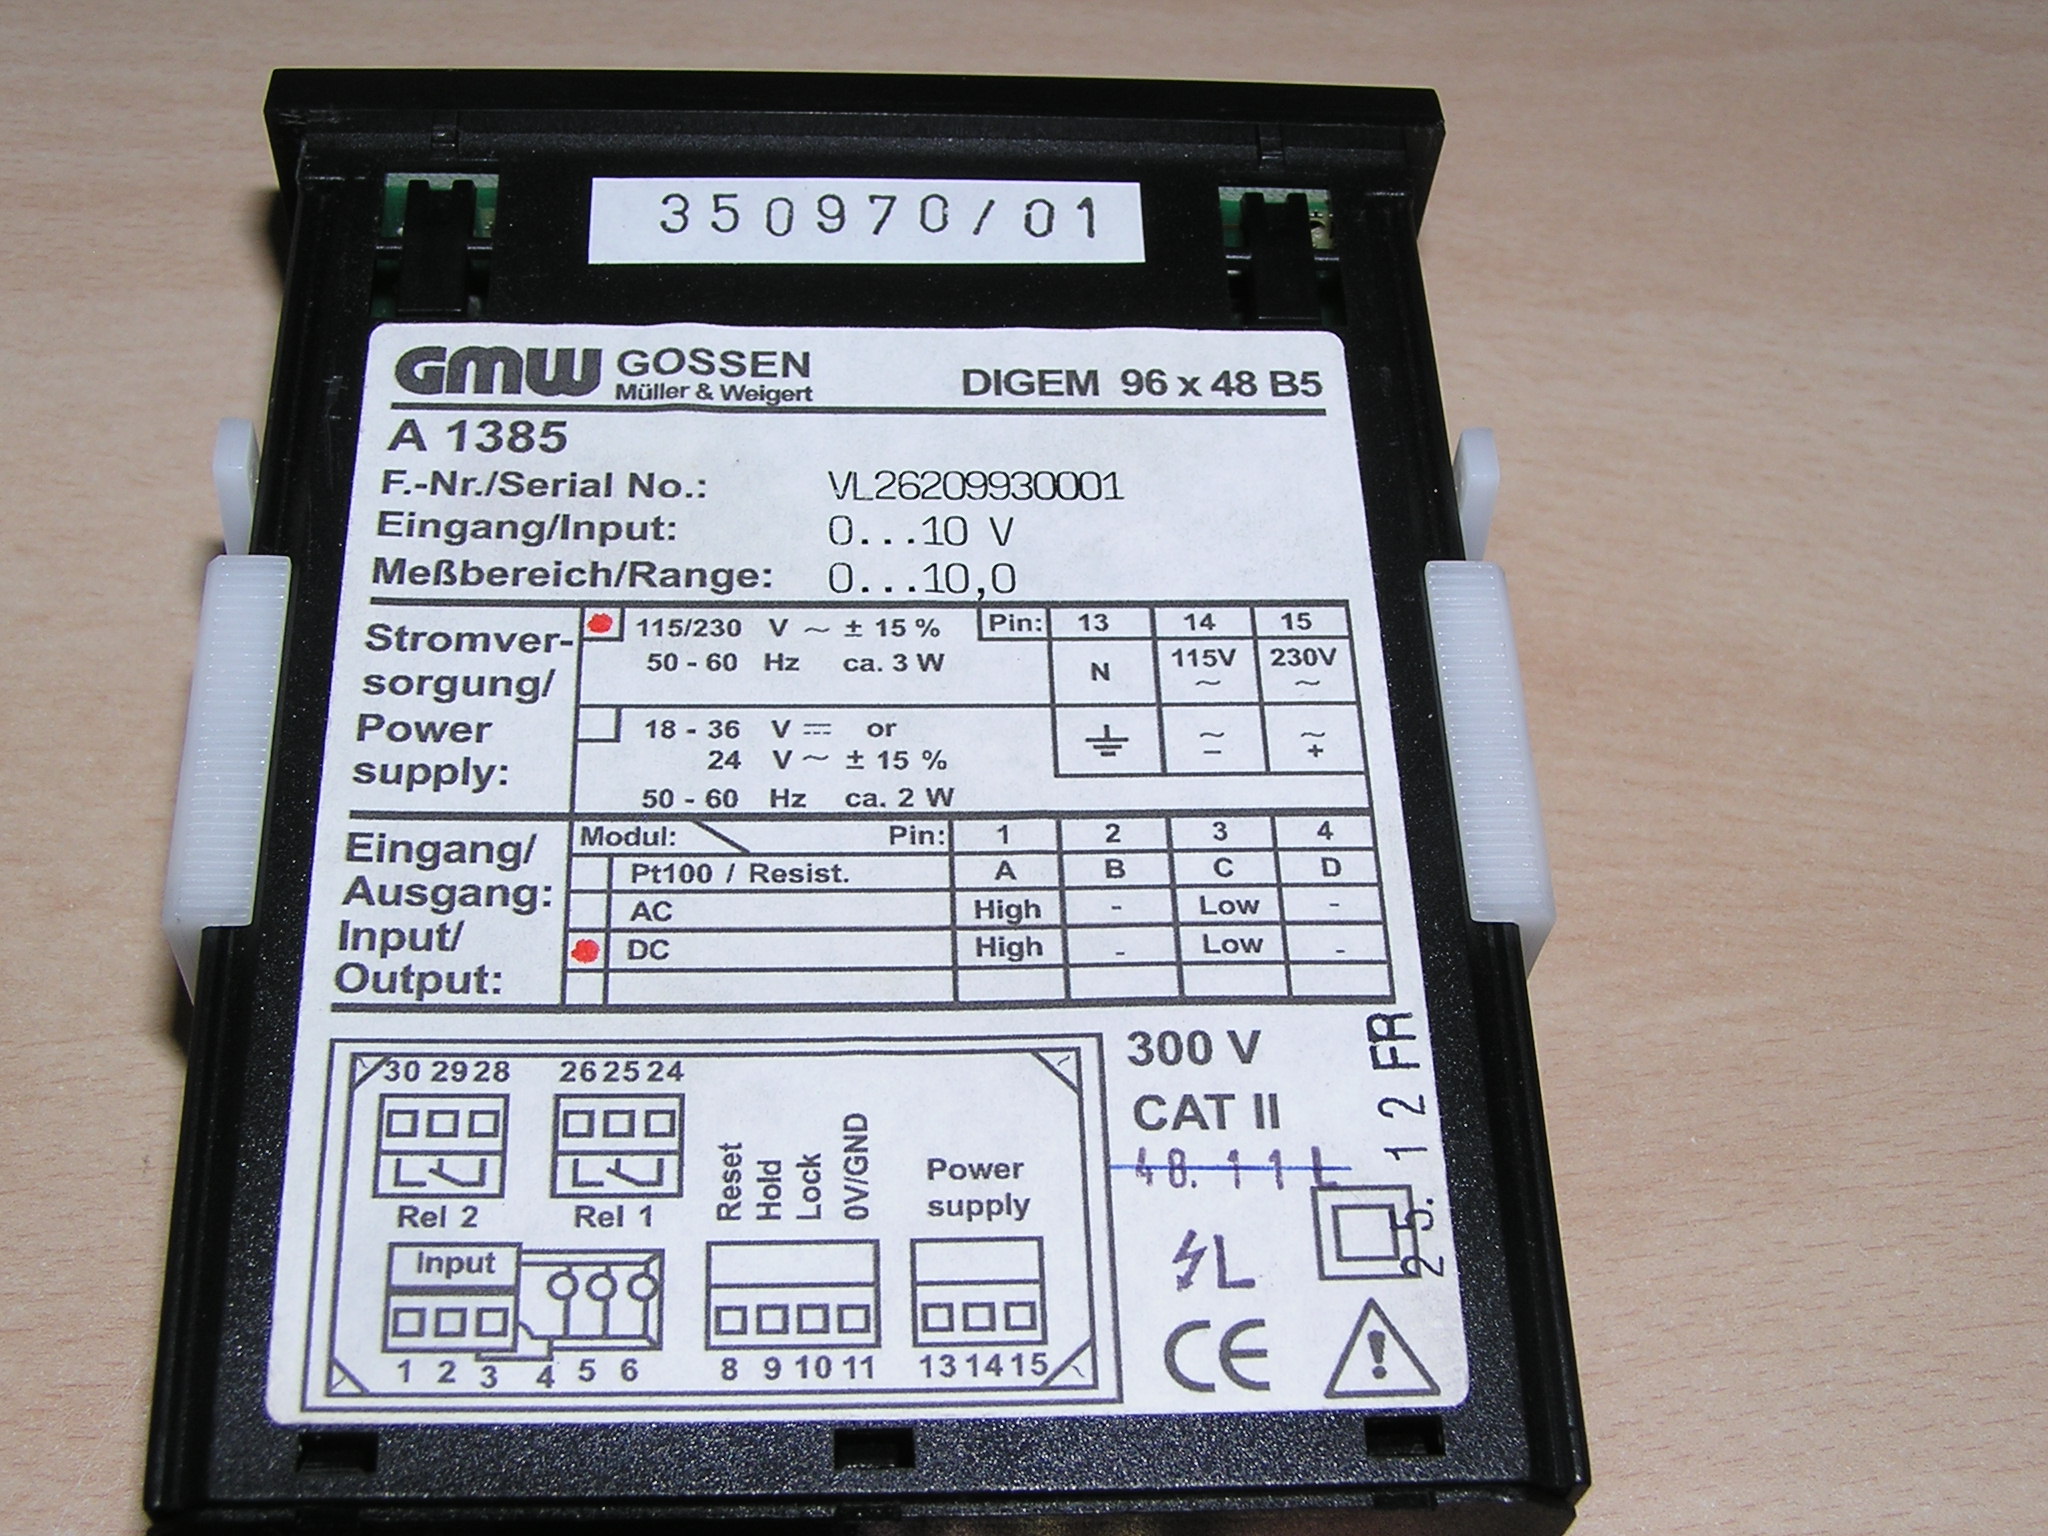 350970/01
GMW GOSSEN
Müller & Weigert
DIGEM 96 x 48 B5
A 1385
F.-Nr./Serial No.: VL26209930001
Eingang/Input: 0...10 V
Meßbereich/Range: 0...10,0
Stromver-
sorgung/
Power
supply:
115/230 V ~ ± 15 %
50 - 60 Hz ca. 3 W
Pin: 13 14 15
N 115V ~ 230V ~
18 - 36 V ⎓ or
24 V ~ ± 15 %
50 - 60 Hz ca. 2 W
⏚ ~ − ~ +
Eingang/
Ausgang:
Input/
Output:
Modul: Pin: 1 2 3 4
Pt100 / Resist. A B C D
AC High - Low -
DC High - Low -
30 29 28 26 25 24
Rel 2 Rel 1
Reset
Hold
Lock
0V/GND
Power
supply
Input
1 2 3 4 5 6 8 9 10 11 13 14 15
300 V
CAT II
48. 11 L
25. 12 FR
L
CE
!